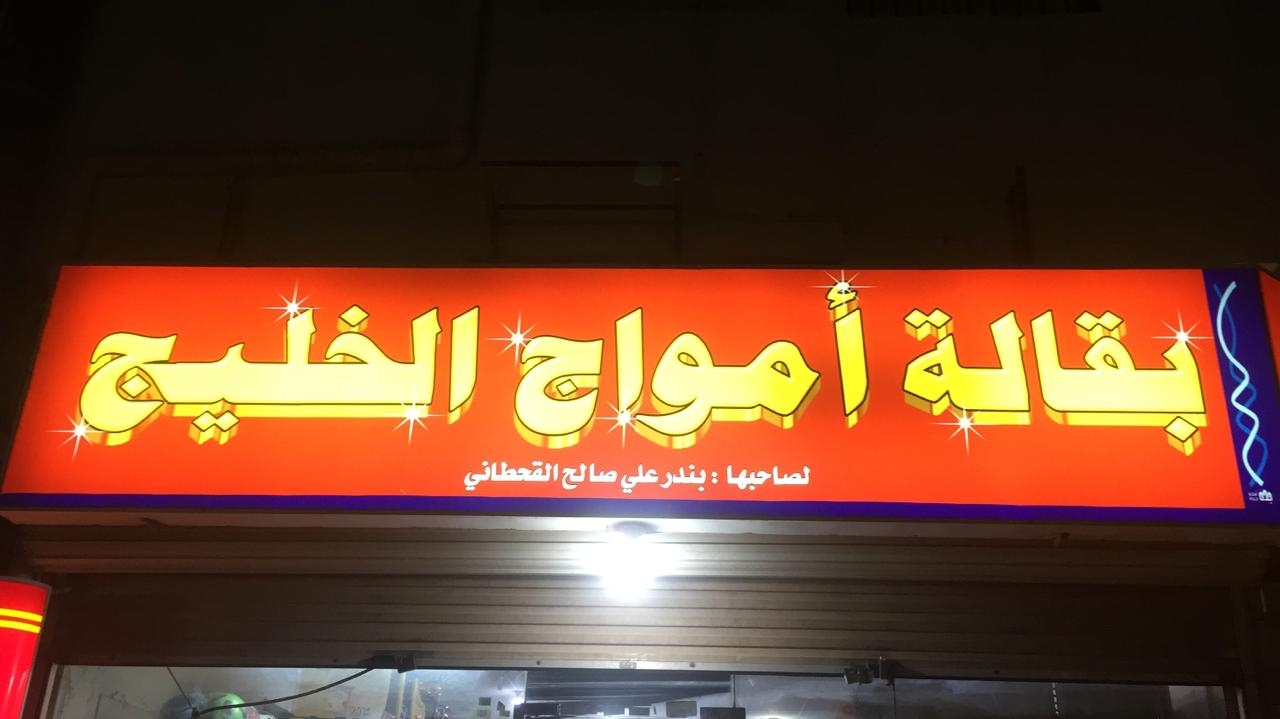 بقالة أمواج الخليج
لصاحبها : بندر علي صالح القحطاني